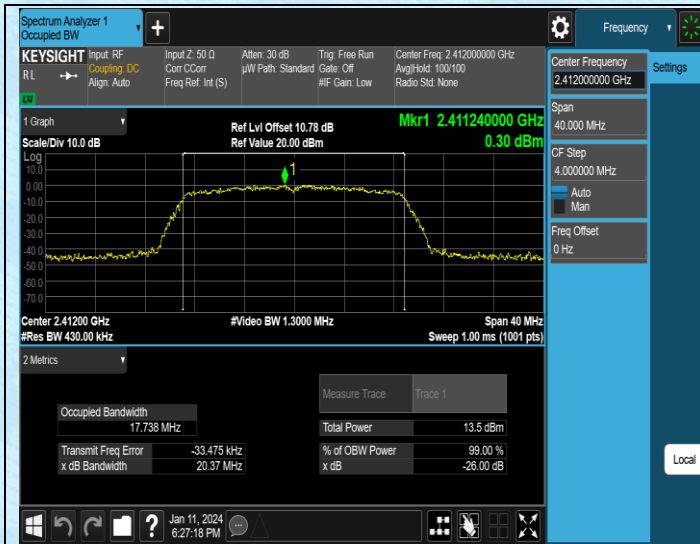 Spectrum Analyzer 1
Occupied BW
+
Frequency
KEYSIGHT
RL
LXI
Input: RF
Coupling: DC
Align: Auto
Input Z: 50 Ω
Corr CCorr
Freq Ref: Int (S)
Atten: 30 dB
µW Path: Standard
Trig: Free Run
Gate: Off
#IF Gain: Low
Center Freq: 2.412000000 GHz
Avg|Hold: 100/100
Radio Std: None
Center Frequency
2.412000000 GHz
Settings
Span
40.000 MHz
CF Step
4.000000 MHz
Auto
Man
Freq Offset
0 Hz
Local
1 Graph
Scale/Div 10.0 dB
Ref Lvl Offset 10.78 dB
Ref Value 20.00 dBm
Mkr1 2.411240000 GHz
0.30 dBm
Log
10.0
0.00
-10.0
-20.0
-30.0
-40.0
-50.0
-60.0
-70.0
1
Center 2.41200 GHz
#Res BW 430.00 kHz
#Video BW 1.3000 MHz
Span 40 MHz
Sweep 1.00 ms (1001 pts)
2 Metrics
Measure Trace Trace 1
Occupied Bandwidth
17.738 MHz
Total Power 13.5 dBm
Transmit Freq Error -33.475 kHz
% of OBW Power 99.00 %
x dB Bandwidth 20.37 MHz
x dB -26.00 dB
?
Jan 11, 2024
6:27:18 PM